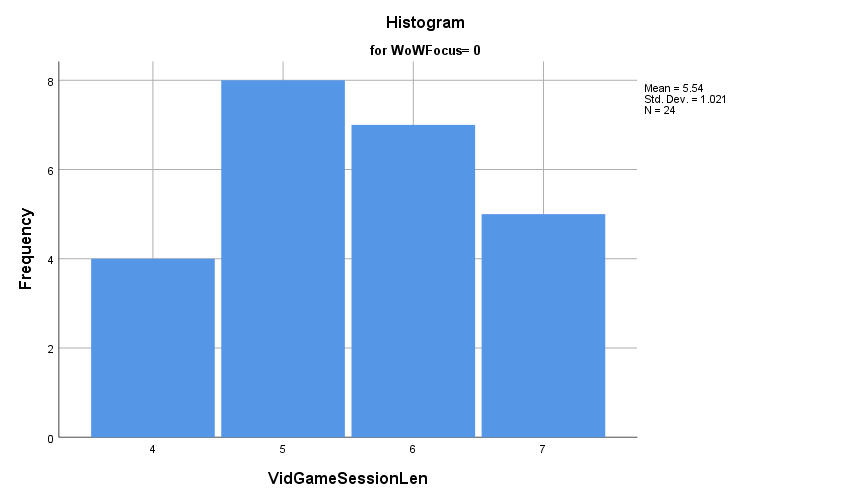 Histogram
for WoWFocus= 0
Mean = 5.54
Std. Dev. = 1.021
N = 24
8
6
4
2
0
Frequency
4 5 6 7
VidGameSessionLen